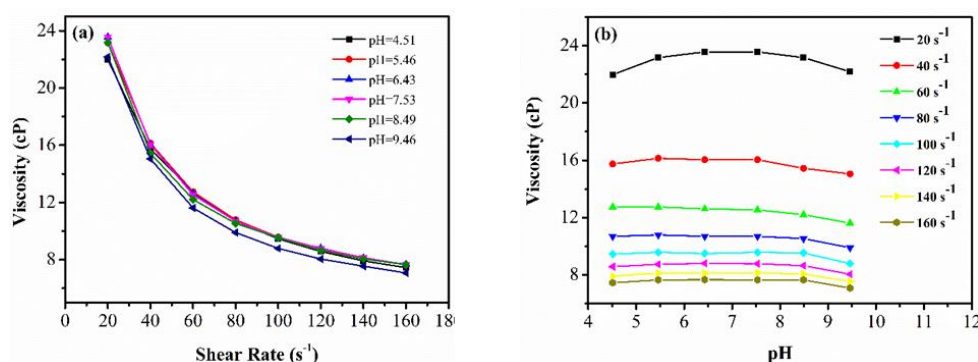 (a)
Viscosity (cP)
24
20
16
12
8
0 20 40 60 80 100 120 140 160 180
Shear Rate (s⁻¹)
pH=4.51
pH=5.46
pH=6.43
pH=7.53
pH=8.49
pH=9.46
(b)
Viscosity (cP)
24
20
16
12
8
4 5 6 7 8 9 10 11 12
pH
20 s⁻¹
40 s⁻¹
60 s⁻¹
80 s⁻¹
100 s⁻¹
120 s⁻¹
140 s⁻¹
160 s⁻¹